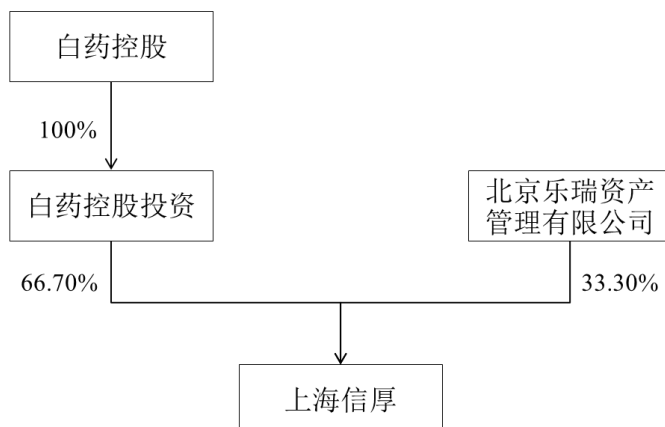 白药控股
100%
白药控股投资
北京乐瑞资产
管理有限公司
66.70%
33.30%
上海信厚